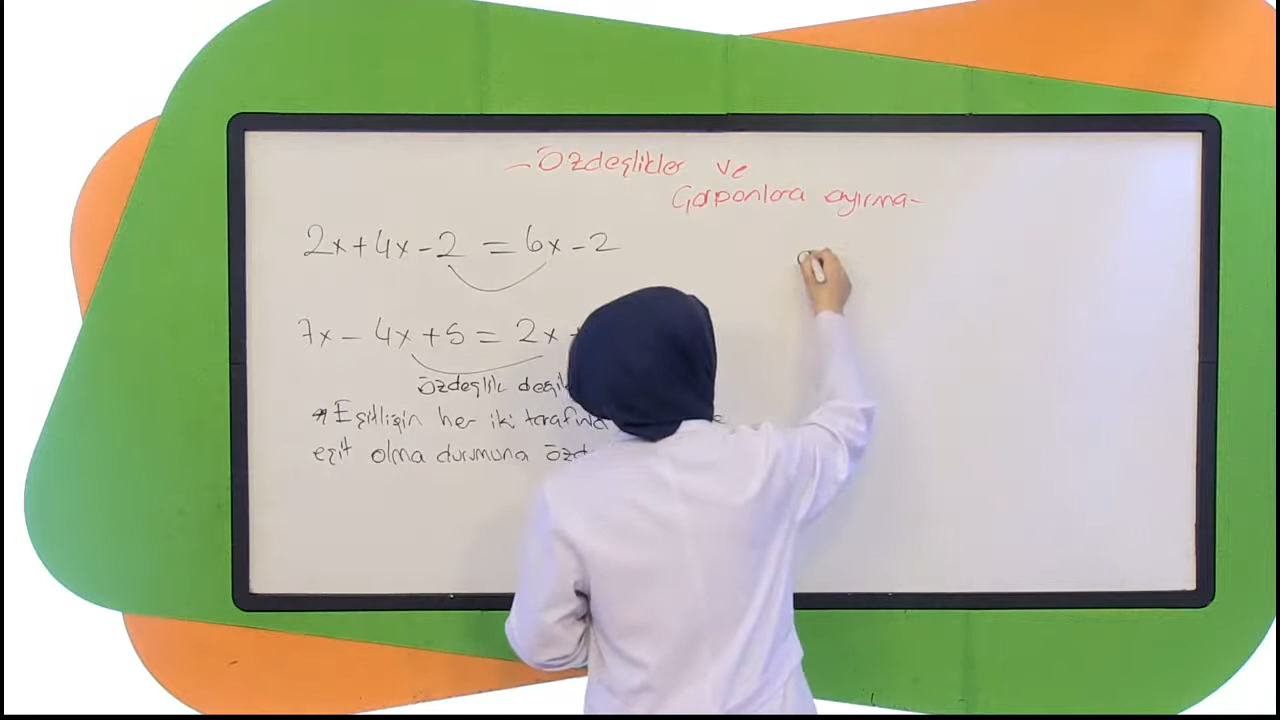 - Özdeşlikler ve
Çarpanlara ayırma -
2x + 4x - 2 = 6x - 2
7x - 4x + 5 = 2x
özdeşlik değil
* Eşitliğin her iki tarafında
eşit olma durumuna